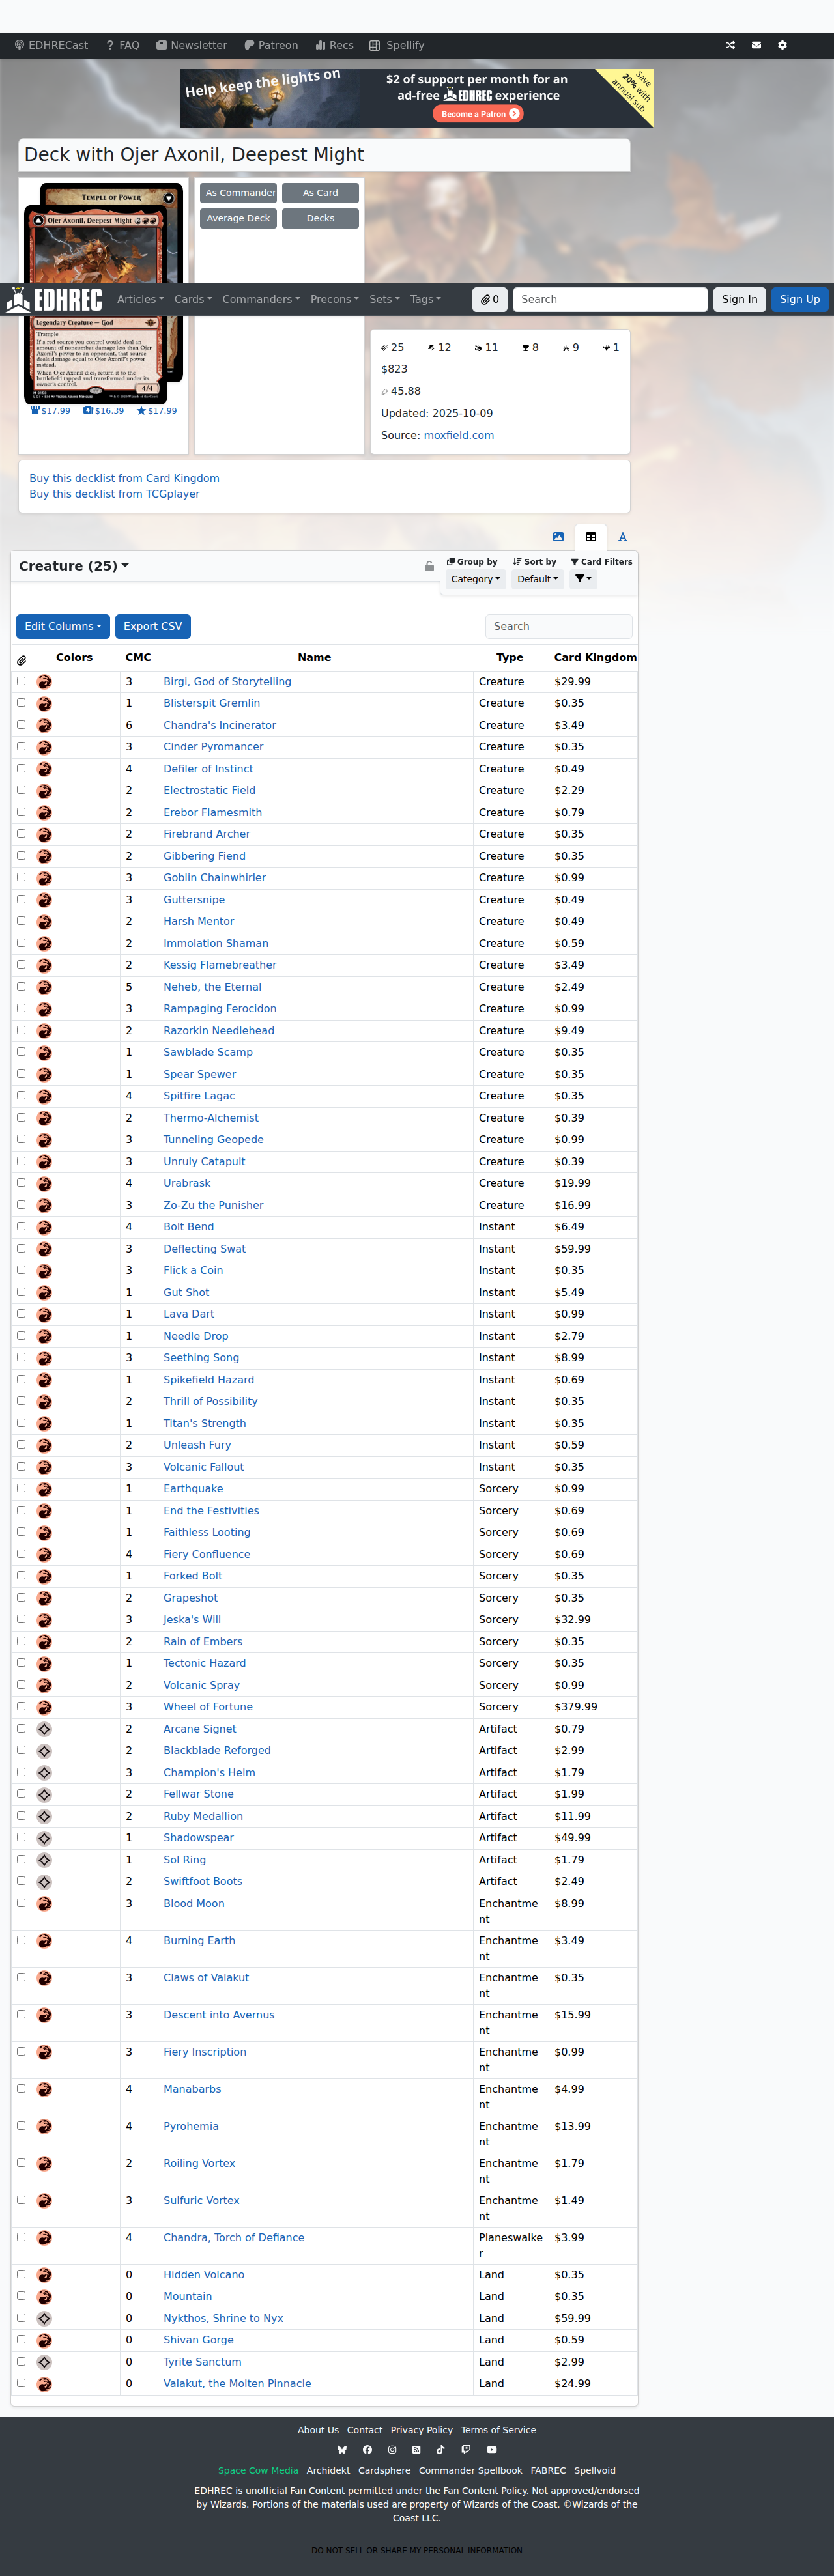 EDHRECast FAQ Newsletter Patreon Recs Spellify
Help keep the lights on
$2 of support per month for an
ad-free EDHREC experience
Become a Patron
Save
20% with
annual sub
Deck with Ojer Axonil, Deepest Might
Temple of Power
Ojer Axonil, Deepest Might
As Commander As Card
Average Deck Decks
EDHREC Articles Cards Commanders Precons Sets Tags 0 Search Sign In Sign Up
Legendary Creature — God
Trample
If a red source you control would deal an
amount of noncombat damage less than Ojer
Axonil's power to an opponent, that source
deals damage equal to Ojer Axonil's power
instead.
When Ojer Axonil dies, return it to the
battlefield tapped and transformed under its
owner's control.
4/4
$17.99 $16.39 $17.99
25 12 11 8 9 1
$823
45.88
Updated: 2025-10-09
Source: moxfield.com
Buy this decklist from Card Kingdom
Buy this decklist from TCGplayer
Creature (25)
Group by Sort by Card Filters
Category Default
Edit Columns Export CSV Search
Colors CMC Name Type Card Kingdom
3 Birgi, God of Storytelling Creature $29.99
1 Blisterspit Gremlin Creature $0.35
6 Chandra's Incinerator Creature $3.49
3 Cinder Pyromancer Creature $0.35
4 Defiler of Instinct Creature $0.49
2 Electrostatic Field Creature $2.29
2 Erebor Flamesmith Creature $0.79
2 Firebrand Archer Creature $0.35
2 Gibbering Fiend Creature $0.35
3 Goblin Chainwhirler Creature $0.99
3 Guttersnipe Creature $0.49
2 Harsh Mentor Creature $0.49
2 Immolation Shaman Creature $0.59
2 Kessig Flamebreather Creature $3.49
5 Neheb, the Eternal Creature $2.49
3 Rampaging Ferocidon Creature $0.99
2 Razorkin Needlehead Creature $9.49
1 Sawblade Scamp Creature $0.35
1 Spear Spewer Creature $0.35
4 Spitfire Lagac Creature $0.35
2 Thermo-Alchemist Creature $0.39
3 Tunneling Geopede Creature $0.99
3 Unruly Catapult Creature $0.39
4 Urabrask Creature $19.99
3 Zo-Zu the Punisher Creature $16.99
4 Bolt Bend Instant $6.49
3 Deflecting Swat Instant $59.99
3 Flick a Coin Instant $0.35
1 Gut Shot Instant $5.49
1 Lava Dart Instant $0.99
1 Needle Drop Instant $2.79
3 Seething Song Instant $8.99
1 Spikefield Hazard Instant $0.69
2 Thrill of Possibility Instant $0.35
1 Titan's Strength Instant $0.35
2 Unleash Fury Instant $0.59
3 Volcanic Fallout Instant $0.35
1 Earthquake Sorcery $0.99
1 End the Festivities Sorcery $0.69
1 Faithless Looting Sorcery $0.69
4 Fiery Confluence Sorcery $0.69
1 Forked Bolt Sorcery $0.35
2 Grapeshot Sorcery $0.35
3 Jeska's Will Sorcery $32.99
2 Rain of Embers Sorcery $0.35
1 Tectonic Hazard Sorcery $0.35
2 Volcanic Spray Sorcery $0.99
3 Wheel of Fortune Sorcery $379.99
2 Arcane Signet Artifact $0.79
2 Blackblade Reforged Artifact $2.99
3 Champion's Helm Artifact $1.79
2 Fellwar Stone Artifact $1.99
2 Ruby Medallion Artifact $11.99
1 Shadowspear Artifact $49.99
1 Sol Ring Artifact $1.79
2 Swiftfoot Boots Artifact $2.49
3 Blood Moon Enchantme $8.99
nt
4 Burning Earth Enchantme $3.49
nt
3 Claws of Valakut Enchantme $0.35
nt
3 Descent into Avernus Enchantme $15.99
nt
3 Fiery Inscription Enchantme $0.99
nt
4 Manabarbs Enchantme $4.99
nt
4 Pyrohemia Enchantme $13.99
nt
2 Roiling Vortex Enchantme $1.79
nt
3 Sulfuric Vortex Enchantme $1.49
nt
4 Chandra, Torch of Defiance Planeswalke $3.99
r
0 Hidden Volcano Land $0.35
0 Mountain Land $0.35
0 Nykthos, Shrine to Nyx Land $59.99
0 Shivan Gorge Land $0.59
0 Tyrite Sanctum Land $2.99
0 Valakut, the Molten Pinnacle Land $24.99
About Us Contact Privacy Policy Terms of Service
Space Cow Media Archidekt Cardsphere Commander Spellbook FABREC Spellvoid
EDHREC is unofficial Fan Content permitted under the Fan Content Policy. Not approved/endorsed
by Wizards. Portions of the materials used are property of Wizards of the Coast. ©Wizards of the
Coast LLC.
DO NOT SELL OR SHARE MY PERSONAL INFORMATION